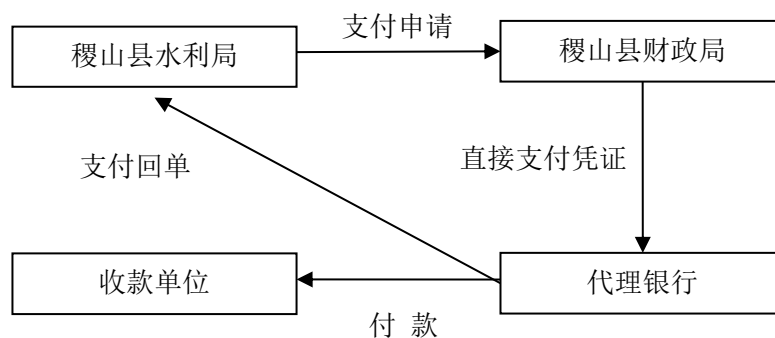 支付申请
稷山县水利局
稷山县财政局
支付回单
直接支付凭证
收款单位
代理银行
付 款